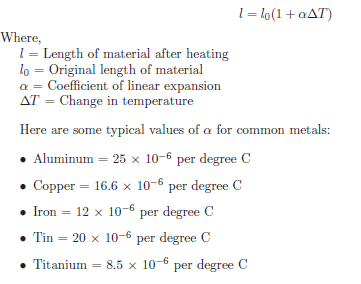 l = l₀(1 + αΔT)
Where,
l = Length of material after heating
l₀ = Original length of material
α = Coefficient of linear expansion
ΔT = Change in temperature
Here are some typical values of α for common metals:
• Aluminum = 25 × 10⁻⁶ per degree C
• Copper = 16.6 × 10⁻⁶ per degree C
• Iron = 12 × 10⁻⁶ per degree C
• Tin = 20 × 10⁻⁶ per degree C
• Titanium = 8.5 × 10⁻⁶ per degree C